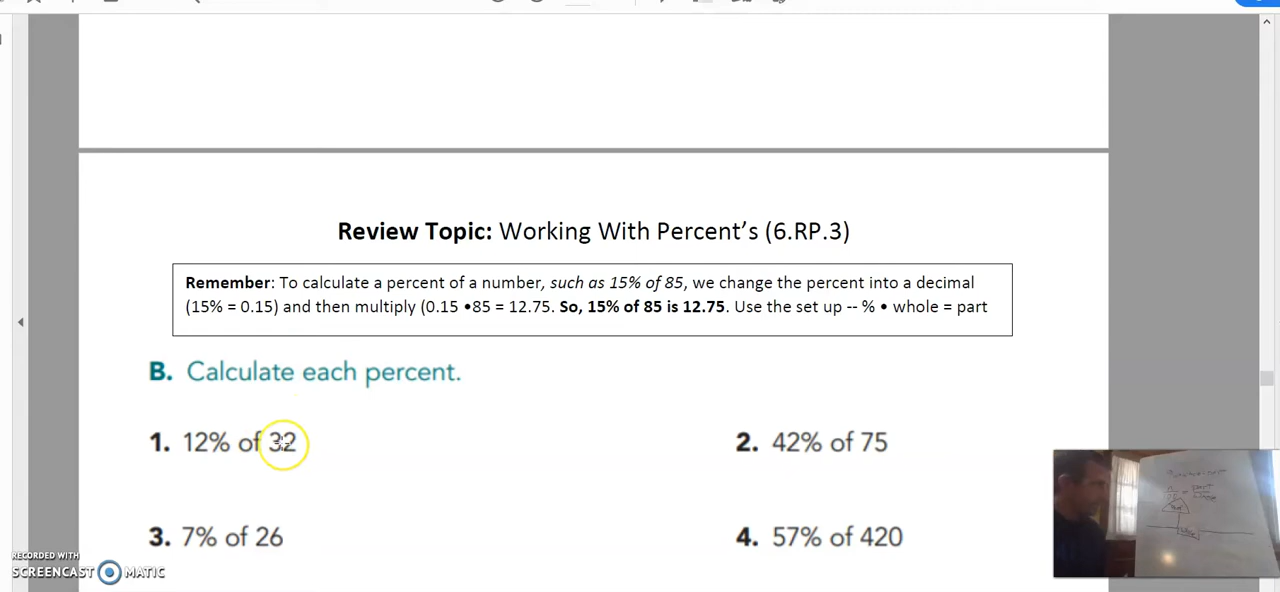 Review Topic: Working With Percent's (6.RP.3)
Remember: To calculate a percent of a number, such as 15% of 85, we change the percent into a decimal
(15% = 0.15) and then multiply (0.15 •85 = 12.75. So, 15% of 85 is 12.75. Use the set up -- % • whole = part
B. Calculate each percent.
1. 12% of 32
2. 42% of 75
3. 7% of 26
4. 57% of 420
RECORDED WITH
SCREENCAST MATIC